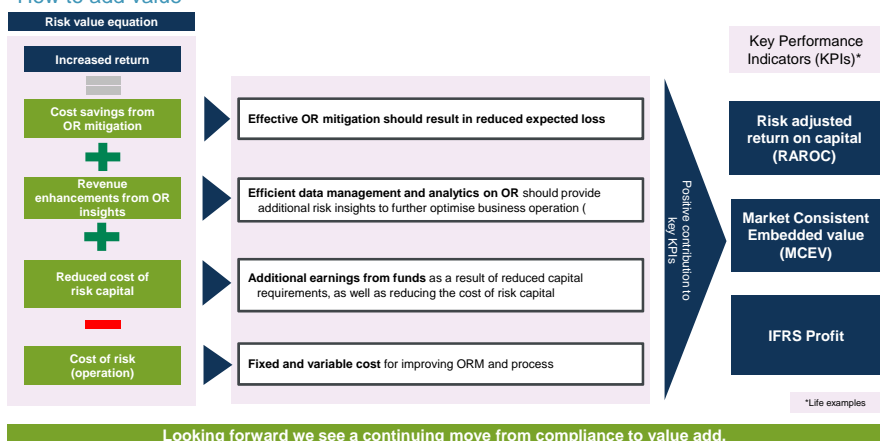 How to add value
Risk value equation
Increased return
Cost savings from
OR mitigation
Revenue
enhancements from OR
insights
Reduced cost of
risk capital
Cost of risk
(operation)
Effective OR mitigation should result in reduced expected loss
Efficient data management and analytics on OR should provide
additional risk insights to further optimise business operation (
Additional earnings from funds as a result of reduced capital
requirements, as well as reducing the cost of risk capital
Fixed and variable cost for improving ORM and process
Positive contribution to
key KPIs
Key Performance
Indicators (KPIs)*
Risk adjusted
return on capital
(RAROC)
Market Consistent
Embedded value
(MCEV)
IFRS Profit
*Life examples
Looking forward we see a continuing move from compliance to value add.